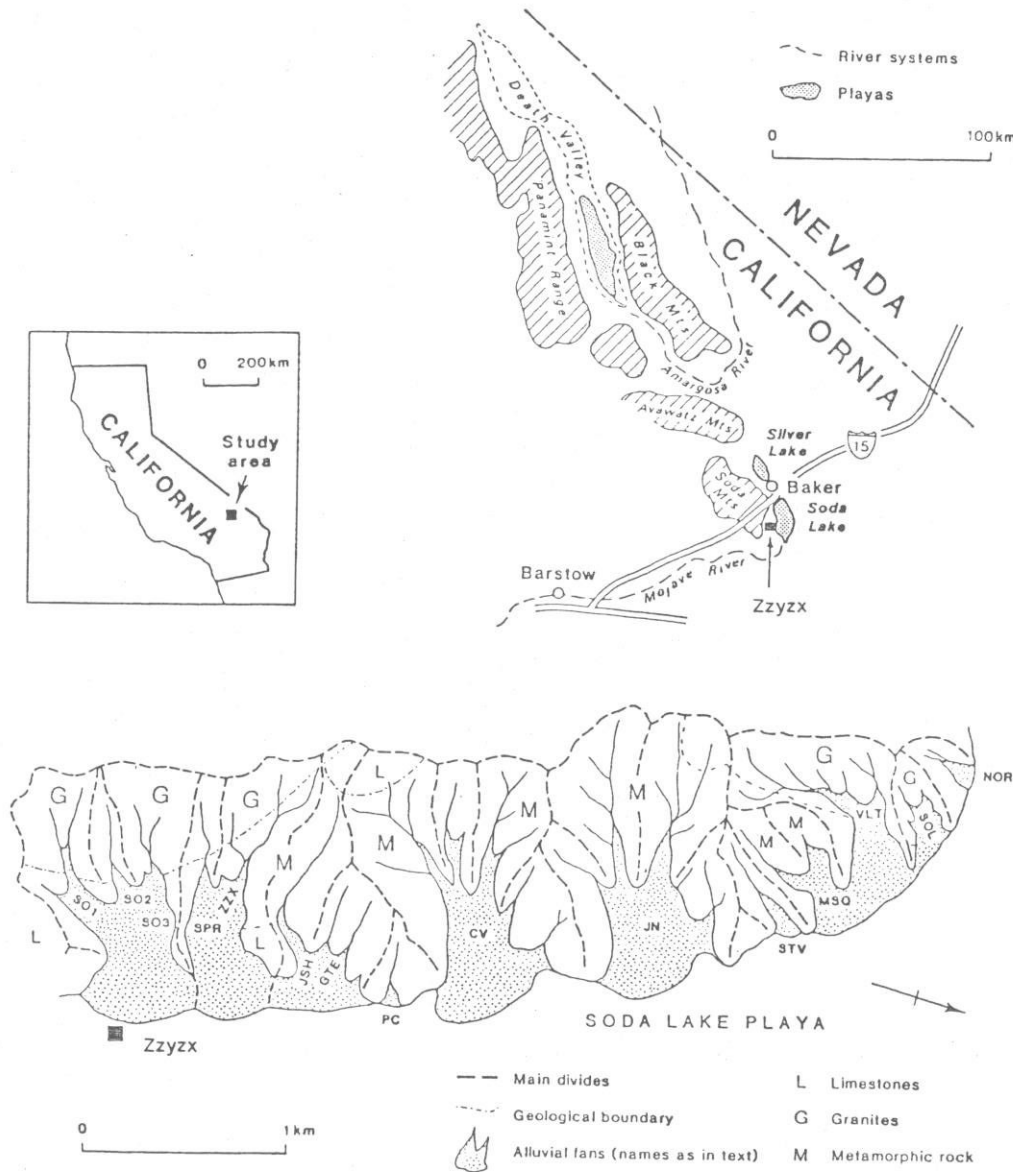 River systems
Playas
0 100km
Death Valley
Panamint Range
Black Mts
NEVADA
CALIFORNIA
Amargosa River
Avawatz Mts
Silver Lake
15
Baker
Soda Mts
Soda Lake
Barstow
Mojave River
Zzyzx
0 200km
CALIFORNIA
Study area
G
G
G
L
M
M
M
M
G
G
M
M
NOR
SOL
VLT
SO1
SO2
SO3
SPR
ZZX
L
L
JSH
GTE
CV
JN
MSQ
STV
PC
SODA LAKE PLAYA
Zzyzx
0 1km
Main divides
Geological boundary
Alluvial fans (names as in text)
L Limestones
G Granites
M Metamorphic rock